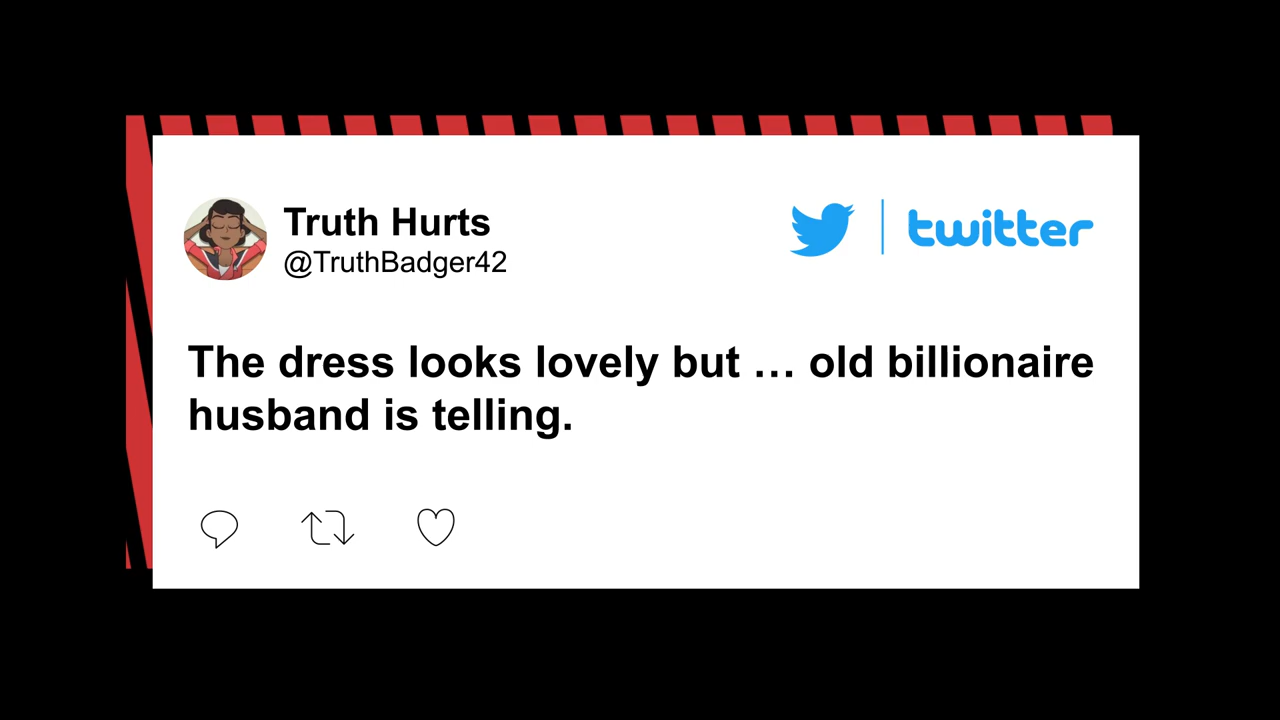 Truth Hurts
@TruthBadger42
twitter
The dress looks lovely but … old billionaire
husband is telling.